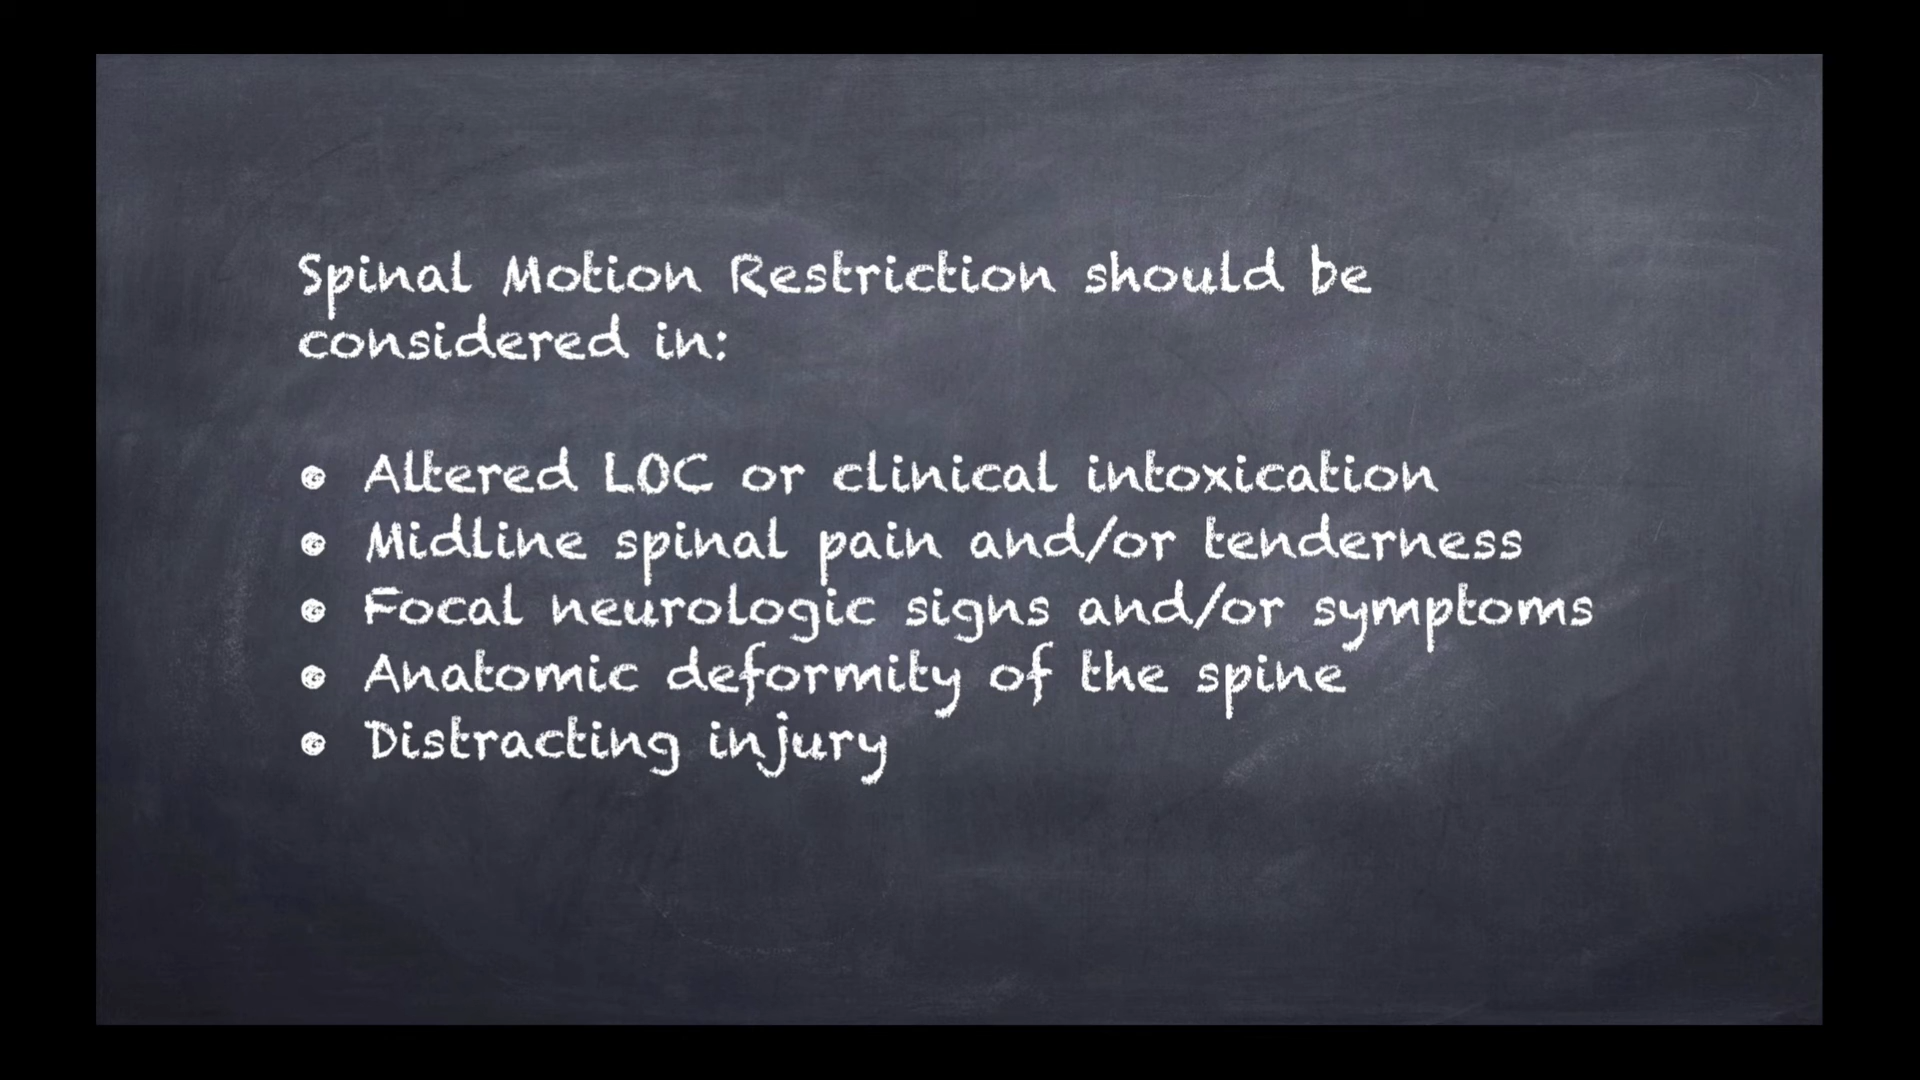 Spinal Motion Restriction should be
considered in:
• Altered LOC or clinical intoxication
• Midline spinal pain and/or tenderness
• Focal neurologic signs and/or symptoms
• Anatomic deformity of the spine
• Distracting injury